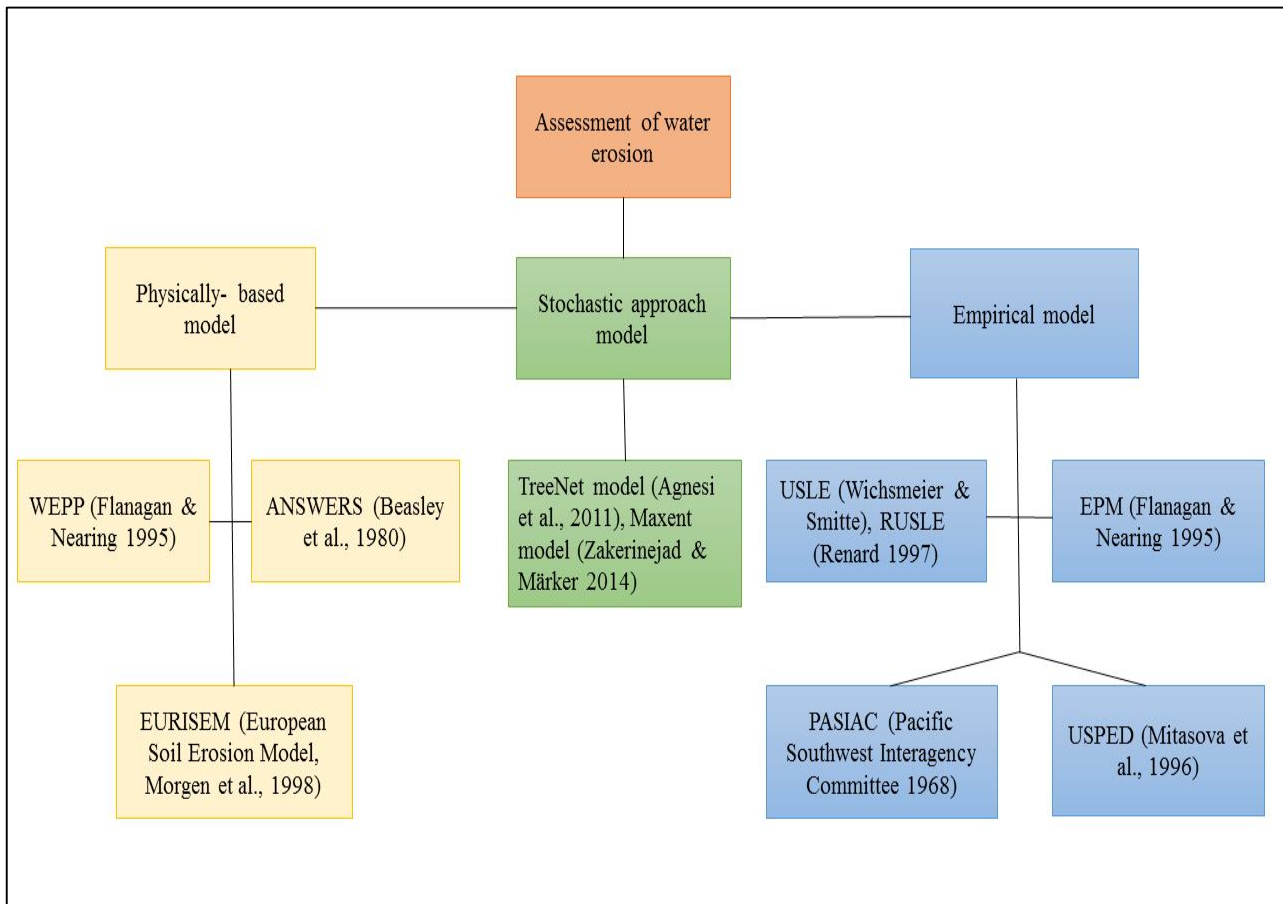 Assessment of water
erosion
Physically- based
model
Stochastic approach
model
Empirical model
WEPP (Flanagan &
Nearing 1995)
ANSWERS (Beasley
et al., 1980)
TreeNet model (Agnesi
et al., 2011), Maxent
model (Zakerinejad &
Märker 2014)
USLE (Wichsmeier &
Smitte), RUSLE
(Renard 1997)
EPM (Flanagan &
Nearing 1995)
EURISEM (European
Soil Erosion Model,
Morgen et al., 1998)
PASIAC (Pacific
Southwest Interagency
Committee 1968)
USPED (Mitasova et
al., 1996)